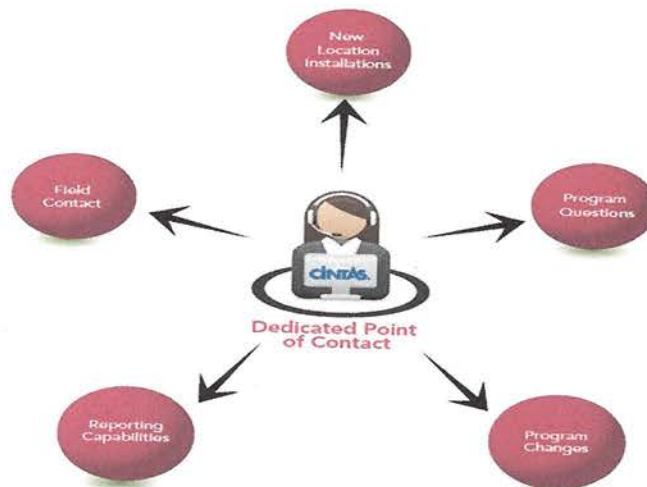 New
Location
Installations
Field
Contact
Program
Questions
CINTAS.
Dedicated Point
of Contact
Reporting
Capabilities
Program
Changes